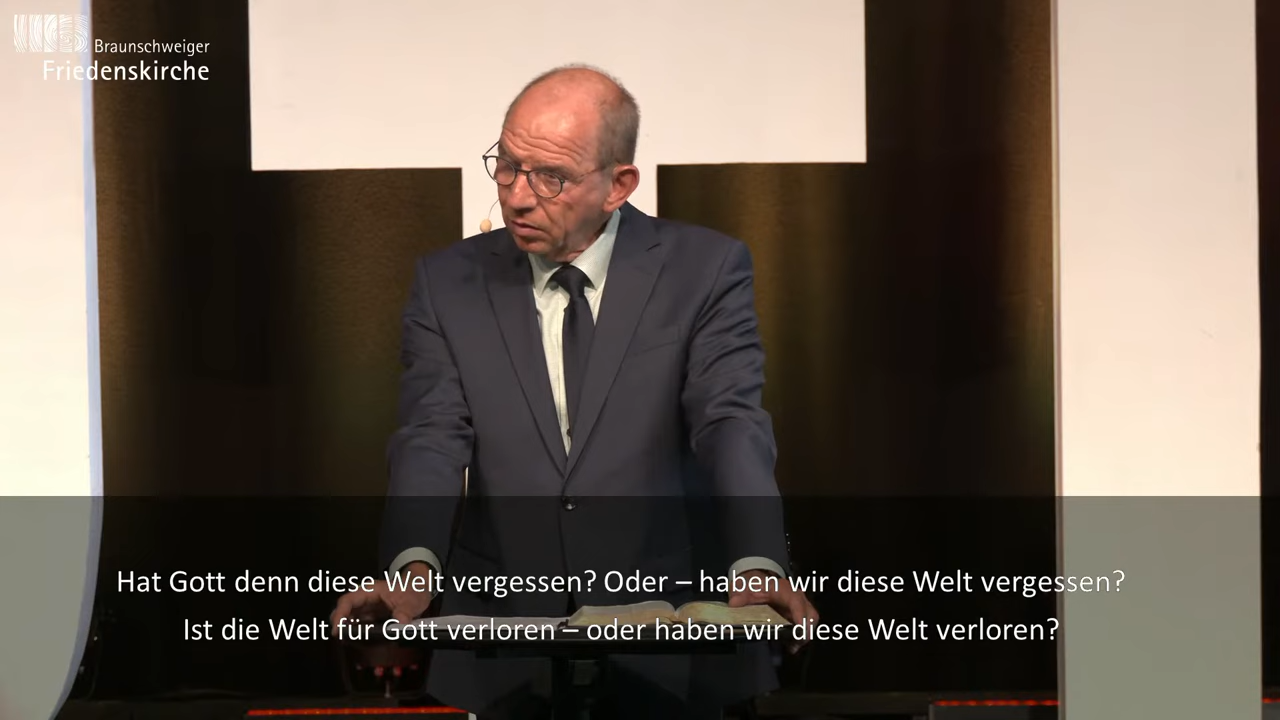 Braunschweiger
Friedenskirche
Hat Gott denn diese Welt vergessen? Oder – haben wir diese Welt vergessen?
Ist die Welt für Gott verloren – oder haben wir diese Welt verloren?